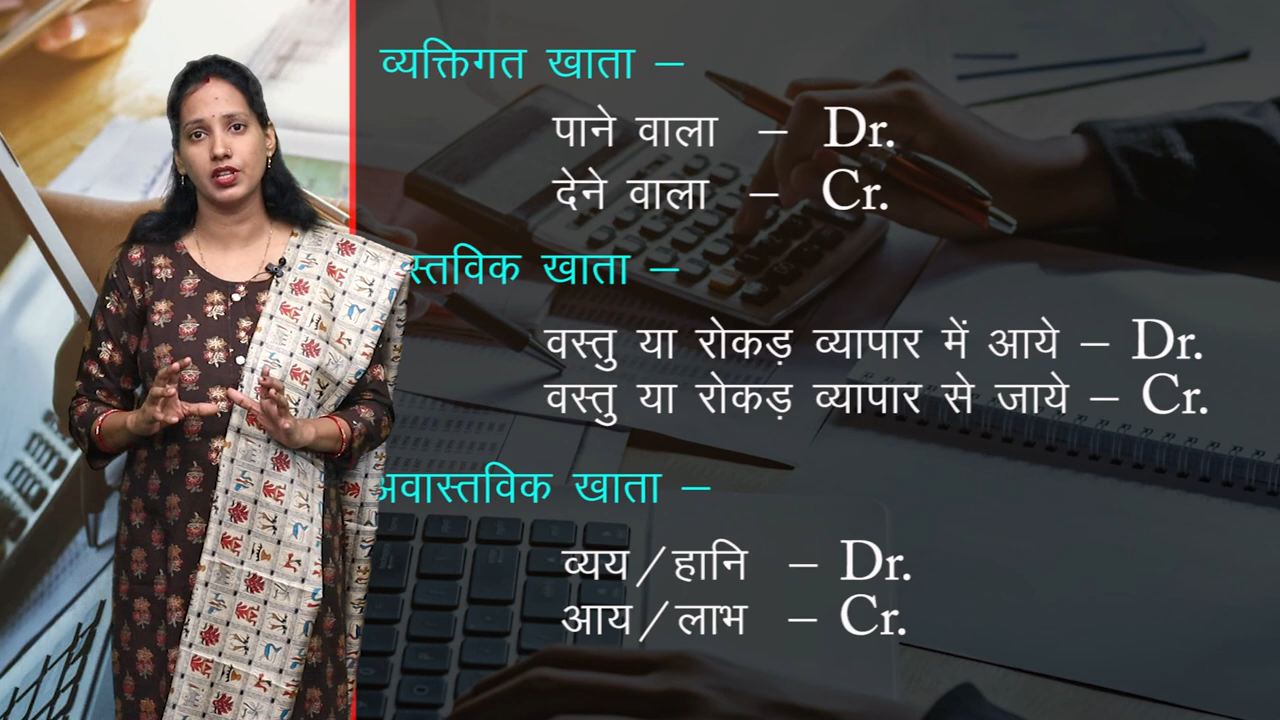 व्यक्तिगत खाता –
पाने वाला – Dr.
देने वाला – Cr.
स्तविक खाता –
वस्तु या रोकड़ व्यापार में आये – Dr.
वस्तु या रोकड़ व्यापार से जाये – Cr.
अवास्तविक खाता –
व्यय/हानि – Dr.
आय/लाभ – Cr.